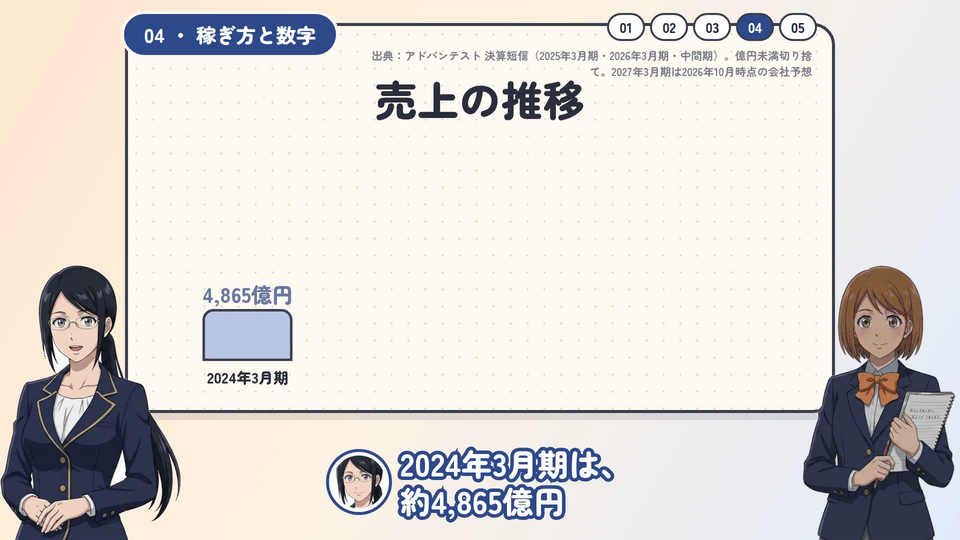 04 ・ 稼ぎ方と数字
01 02 03 04 05
出典：アドバンテスト 決算短信（2025年3月期・2026年3月期・中間期）。億円未満切り捨
て。2027年3月期は2026年10月時点の会社予想
売上の推移
4,865億円
2024年3月期
2024年3月期は、
約4,865億円